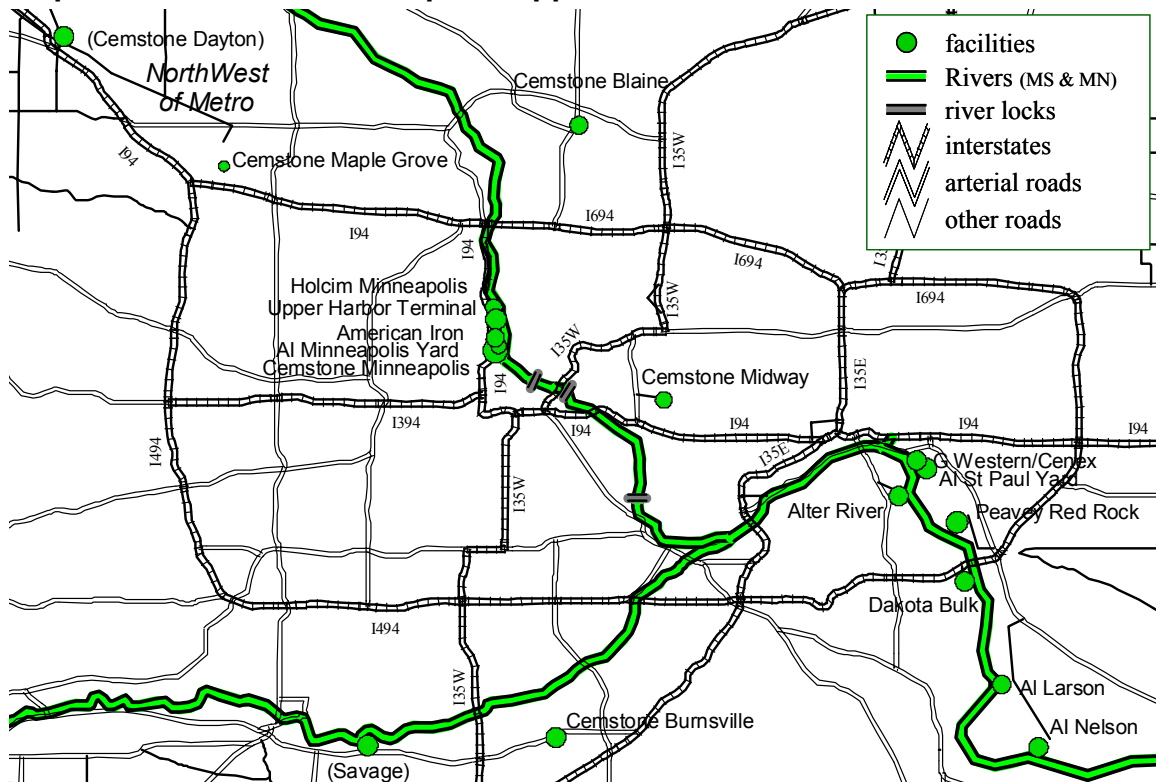 (Cemstone Dayton)
NorthWest
of Metro
Cemstone Blaine
facilities
Rivers (MS & MN)
river locks
interstates
arterial roads
other roads
I94
Cemstone Maple Grove
I35W
I94
I694
I94
I694
I694
Holcim Minneapolis
Upper Harbor Terminal
American Iron
AI Minneapolis Yard
Cemstone Minneapolis
I35W
I35W
I94
Cemstone Midway
I35E
I394
I94
I94
I94
I94
I494
I35E
I35W
G Western/Cenex
AI St Paul Yard
Alter River
Peavey Red Rock
Dakota Bulk
I494
I494
I35W
AI Larson
AI Nelson
Cemstone Burnsville
(Savage)